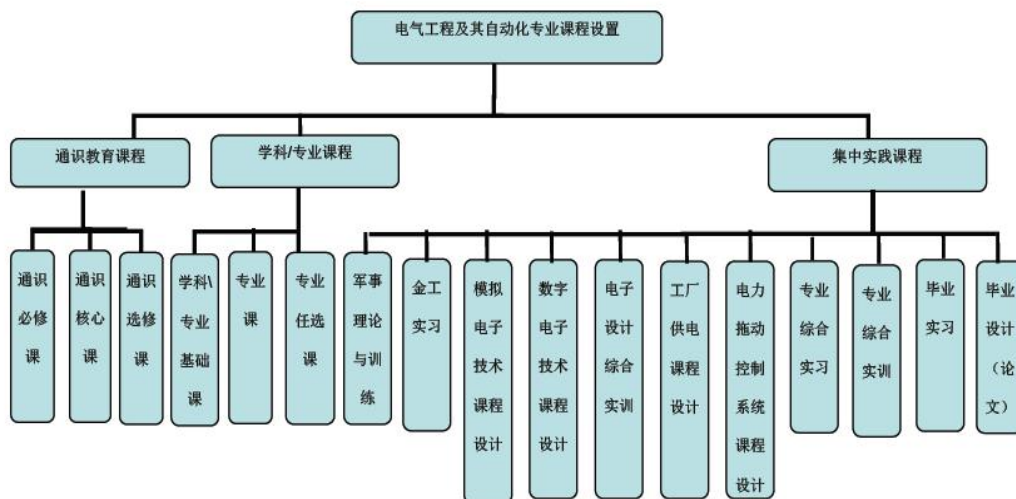 电气工程及其自动化专业课程设置
通识教育课程
学科/专业课程
集中实践课程
通识
必修
课
通识
核心
课
通识
选修
课
学科\
专业
基础
课
专业
课
专业
任选
课
军事
理论
与训
练
金工
实习
模拟
电子
技术
课程
设计
数字
电子
技术
课程
设计
电子
设计
综合
实训
工厂
供电
课程
设计
电力
拖动
控制
系统
课程
设计
专业
综合
实习
专业
综合
实训
毕业
实习
毕业
设计
（论
文）